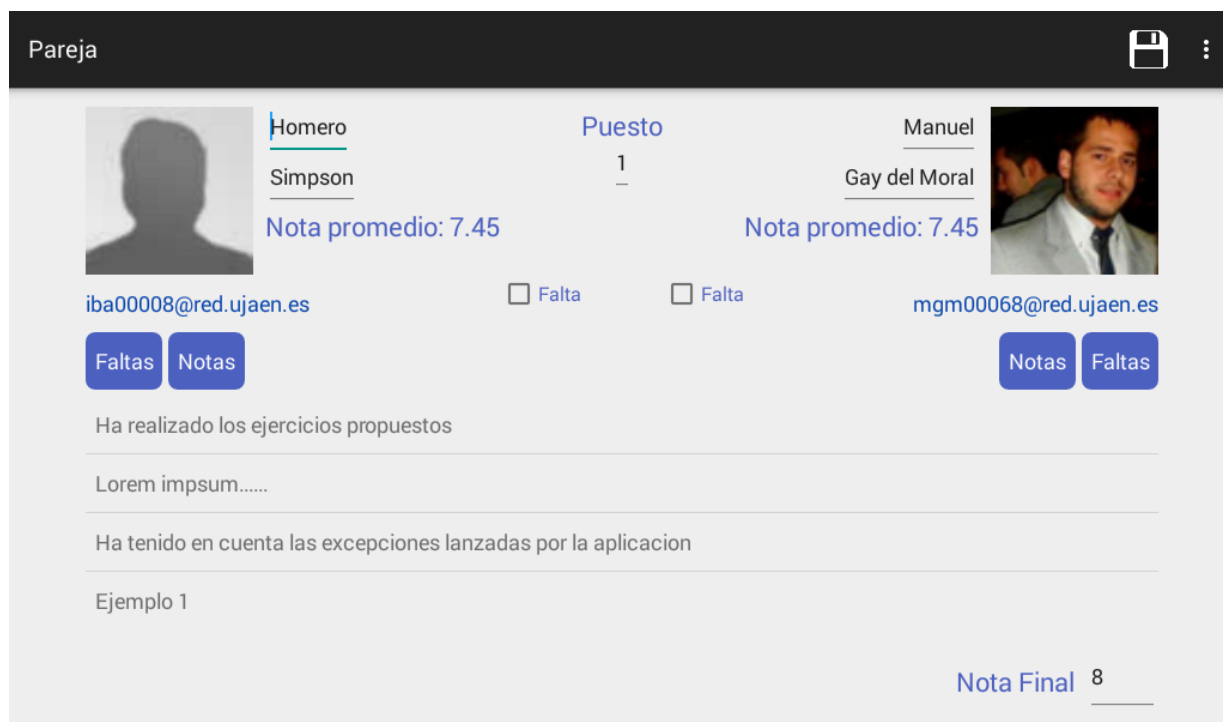 Pareja
Homero
Puesto
Manuel
Simpson
1
Gay del Moral
Nota promedio: 7.45
Nota promedio: 7.45
iba00008@red.ujaen.es
Falta
Falta
mgm00068@red.ujaen.es
Faltas
Notas
Notas
Faltas
Ha realizado los ejercicios propuestos
Lorem impsum......
Ha tenido en cuenta las excepciones lanzadas por la aplicacion
Ejemplo 1
Nota Final 8